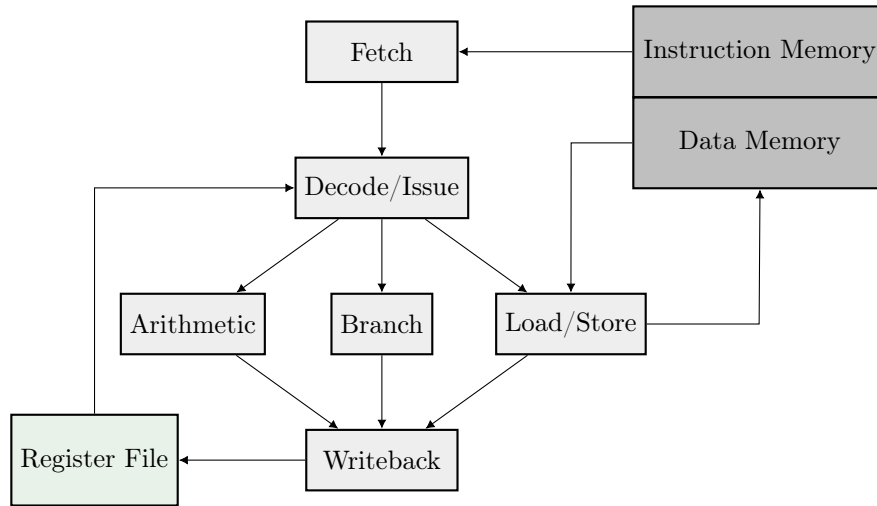 Fetch
Instruction Memory
Data Memory
Decode/Issue
Arithmetic
Branch
Load/Store
Register File
Writeback